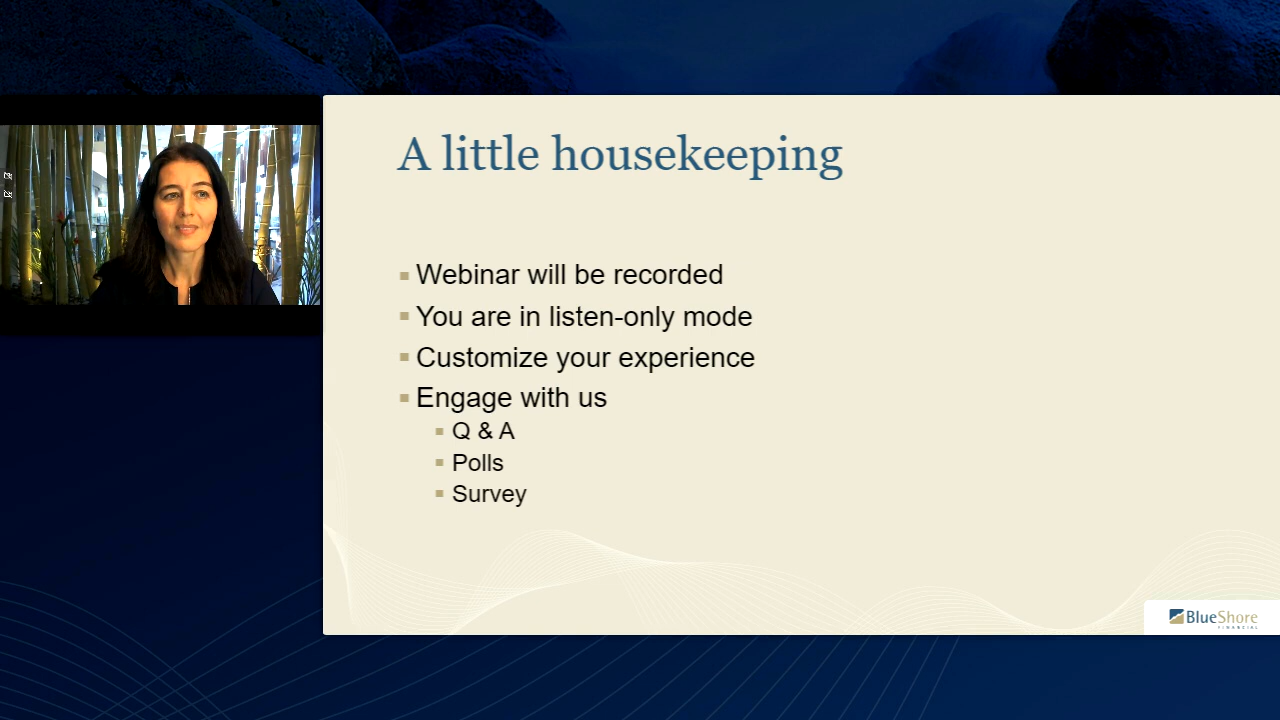 A little housekeeping
Webinar will be recorded
You are in listen-only mode
Customize your experience
Engage with us
Q & A
Polls
Survey
BlueShore
FINANCIAL